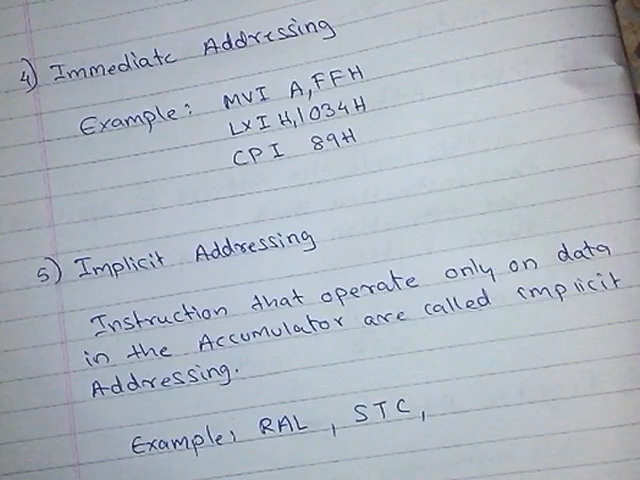 4) Immediate Addressing
Example: MVI A,FFH
LXI H,1034H
CPI 89H
5) Implicit Addressing
Instruction that operate only on data
in the Accumulator are called implicit
Addressing.
Example: RAL, STC,